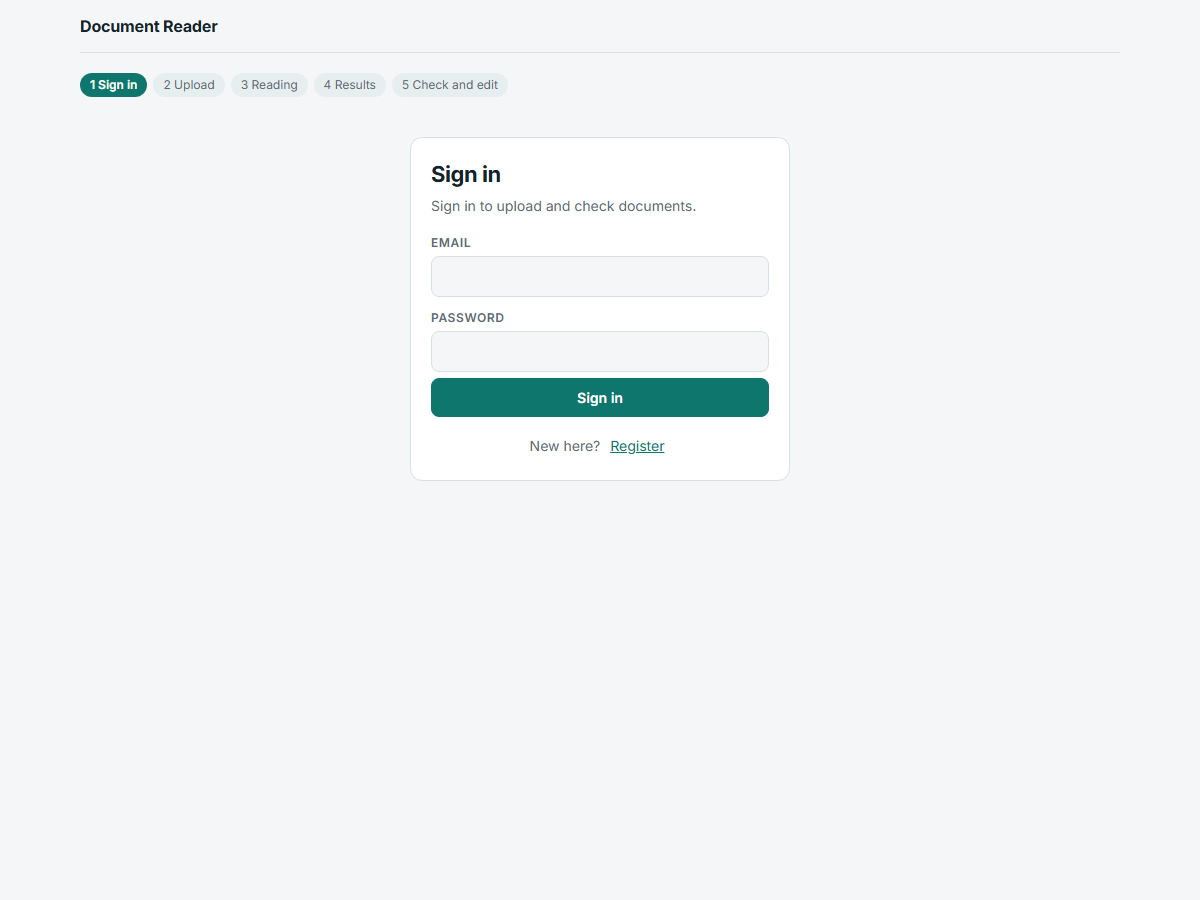 Document Reader
1 Sign in 2 Upload 3 Reading 4 Results 5 Check and edit
Sign in
Sign in to upload and check documents.
EMAIL
PASSWORD
Sign in
New here? Register